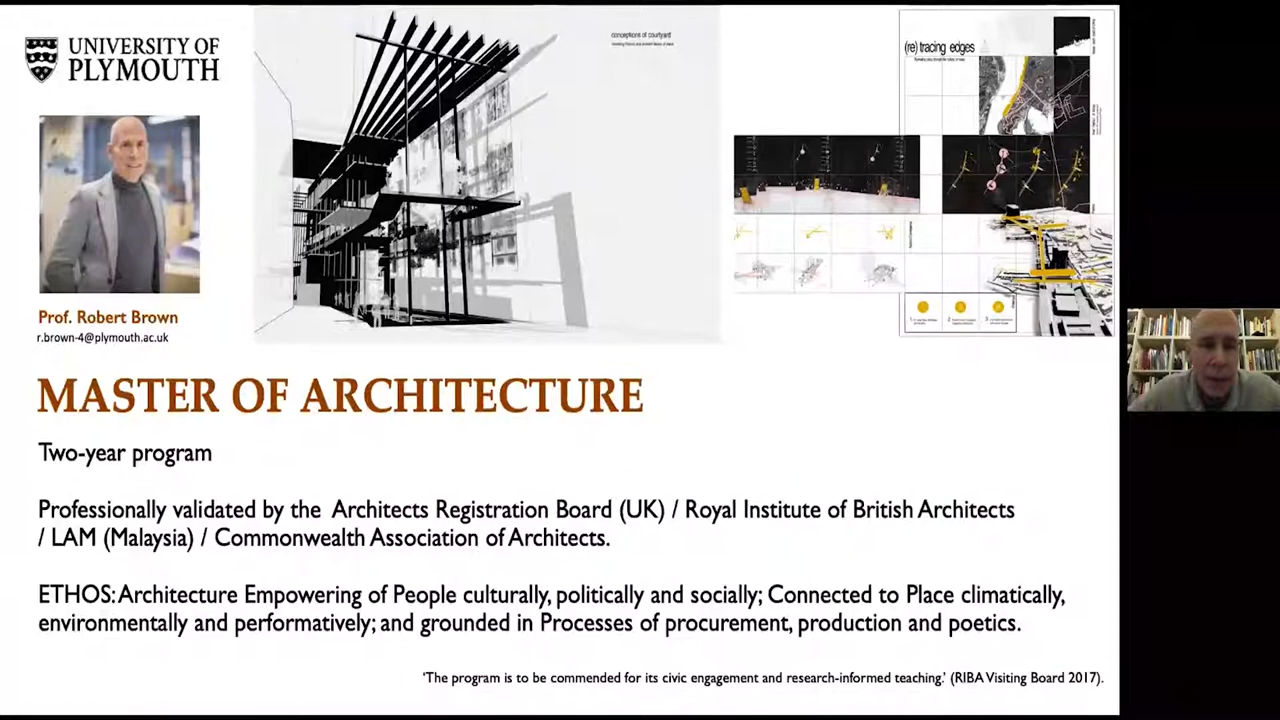 UNIVERSITY OF
PLYMOUTH
conceptions of courtyard
(re) tracing edges
Prof. Robert Brown
r.brown-4@plymouth.ac.uk
1
2
3
MASTER OF ARCHITECTURE
Two-year program
Professionally validated by the Architects Registration Board (UK) / Royal Institute of British Architects
/ LAM (Malaysia) / Commonwealth Association of Architects.
ETHOS: Architecture Empowering of People culturally, politically and socially; Connected to Place climatically,
environmentally and performatively; and grounded in Processes of procurement, production and poetics.
‘The program is to be commended for its civic engagement and research-informed teaching.’ (RIBA Visiting Board 2017).